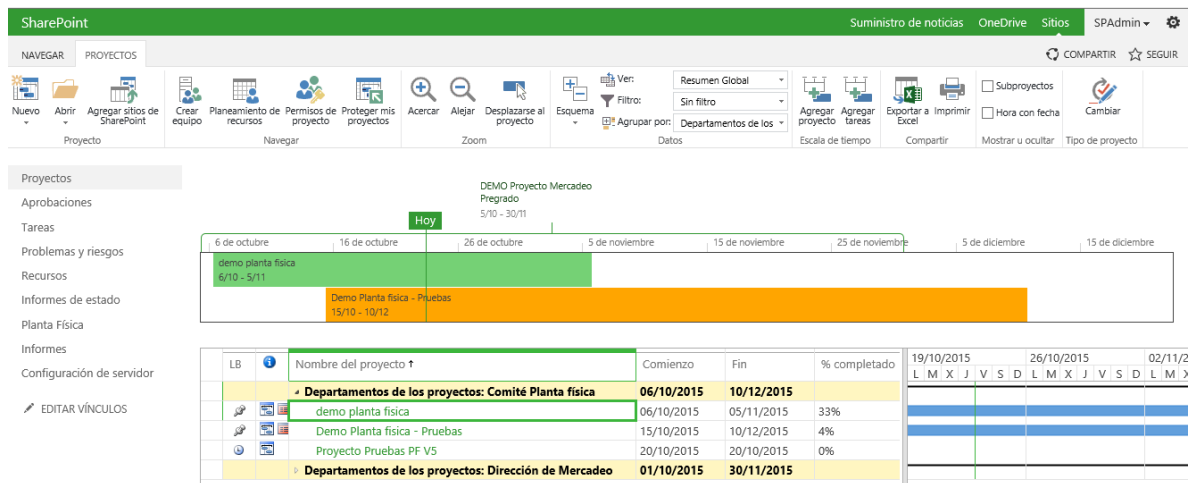 SharePoint
Suministro de noticias OneDrive Sitios SPAdmin
NAVEGAR PROYECTOS
COMPARTIR SEGUIR
Nuevo
Abrir
Agregar sitios de
SharePoint
Proyecto
Crear
equipo
Planeamiento de
recursos
Permisos de
proyecto
Proteger mis
proyectos
Navegar
Acercar
Alejar
Desplazarse al
proyecto
Zoom
Esquema
Ver: Resumen Global
Filtro: Sin filtro
Agrupar por: Departamentos de los
Datos
Agregar
proyecto
Agregar
tareas
Escala de tiempo
Exportar a
Excel
Imprimir
Compartir
Subproyectos
Hora con fecha
Mostrar u ocultar
Cambiar
Tipo de proyecto
Proyectos
Aprobaciones
Tareas
Problemas y riesgos
Recursos
Informes de estado
Planta Física
Informes
Configuración de servidor
EDITAR VÍNCULOS
DEMO Proyecto Mercadeo
Pregrado
5/10 - 30/11
Hoy
6 de octubre 16 de octubre 26 de octubre 5 de noviembre 15 de noviembre 25 de noviembre 5 de diciembre 15 de diciembre
demo planta fisica
6/10 - 5/11
Demo Planta fisica - Pruebas
15/10 - 10/12
LB Nombre del proyecto Comienzo Fin % completado
19/10/2015 26/10/2015 02/11/2
L M X J V S D L M X J V S D L M X
Departamentos de los proyectos: Comité Planta física 06/10/2015 10/12/2015
demo planta fisica 06/10/2015 05/11/2015 33%
Demo Planta fisica - Pruebas 15/10/2015 10/12/2015 4%
Proyecto Pruebas PF V5 20/10/2015 20/10/2015 0%
Departamentos de los proyectos: Dirección de Mercadeo 01/10/2015 30/11/2015